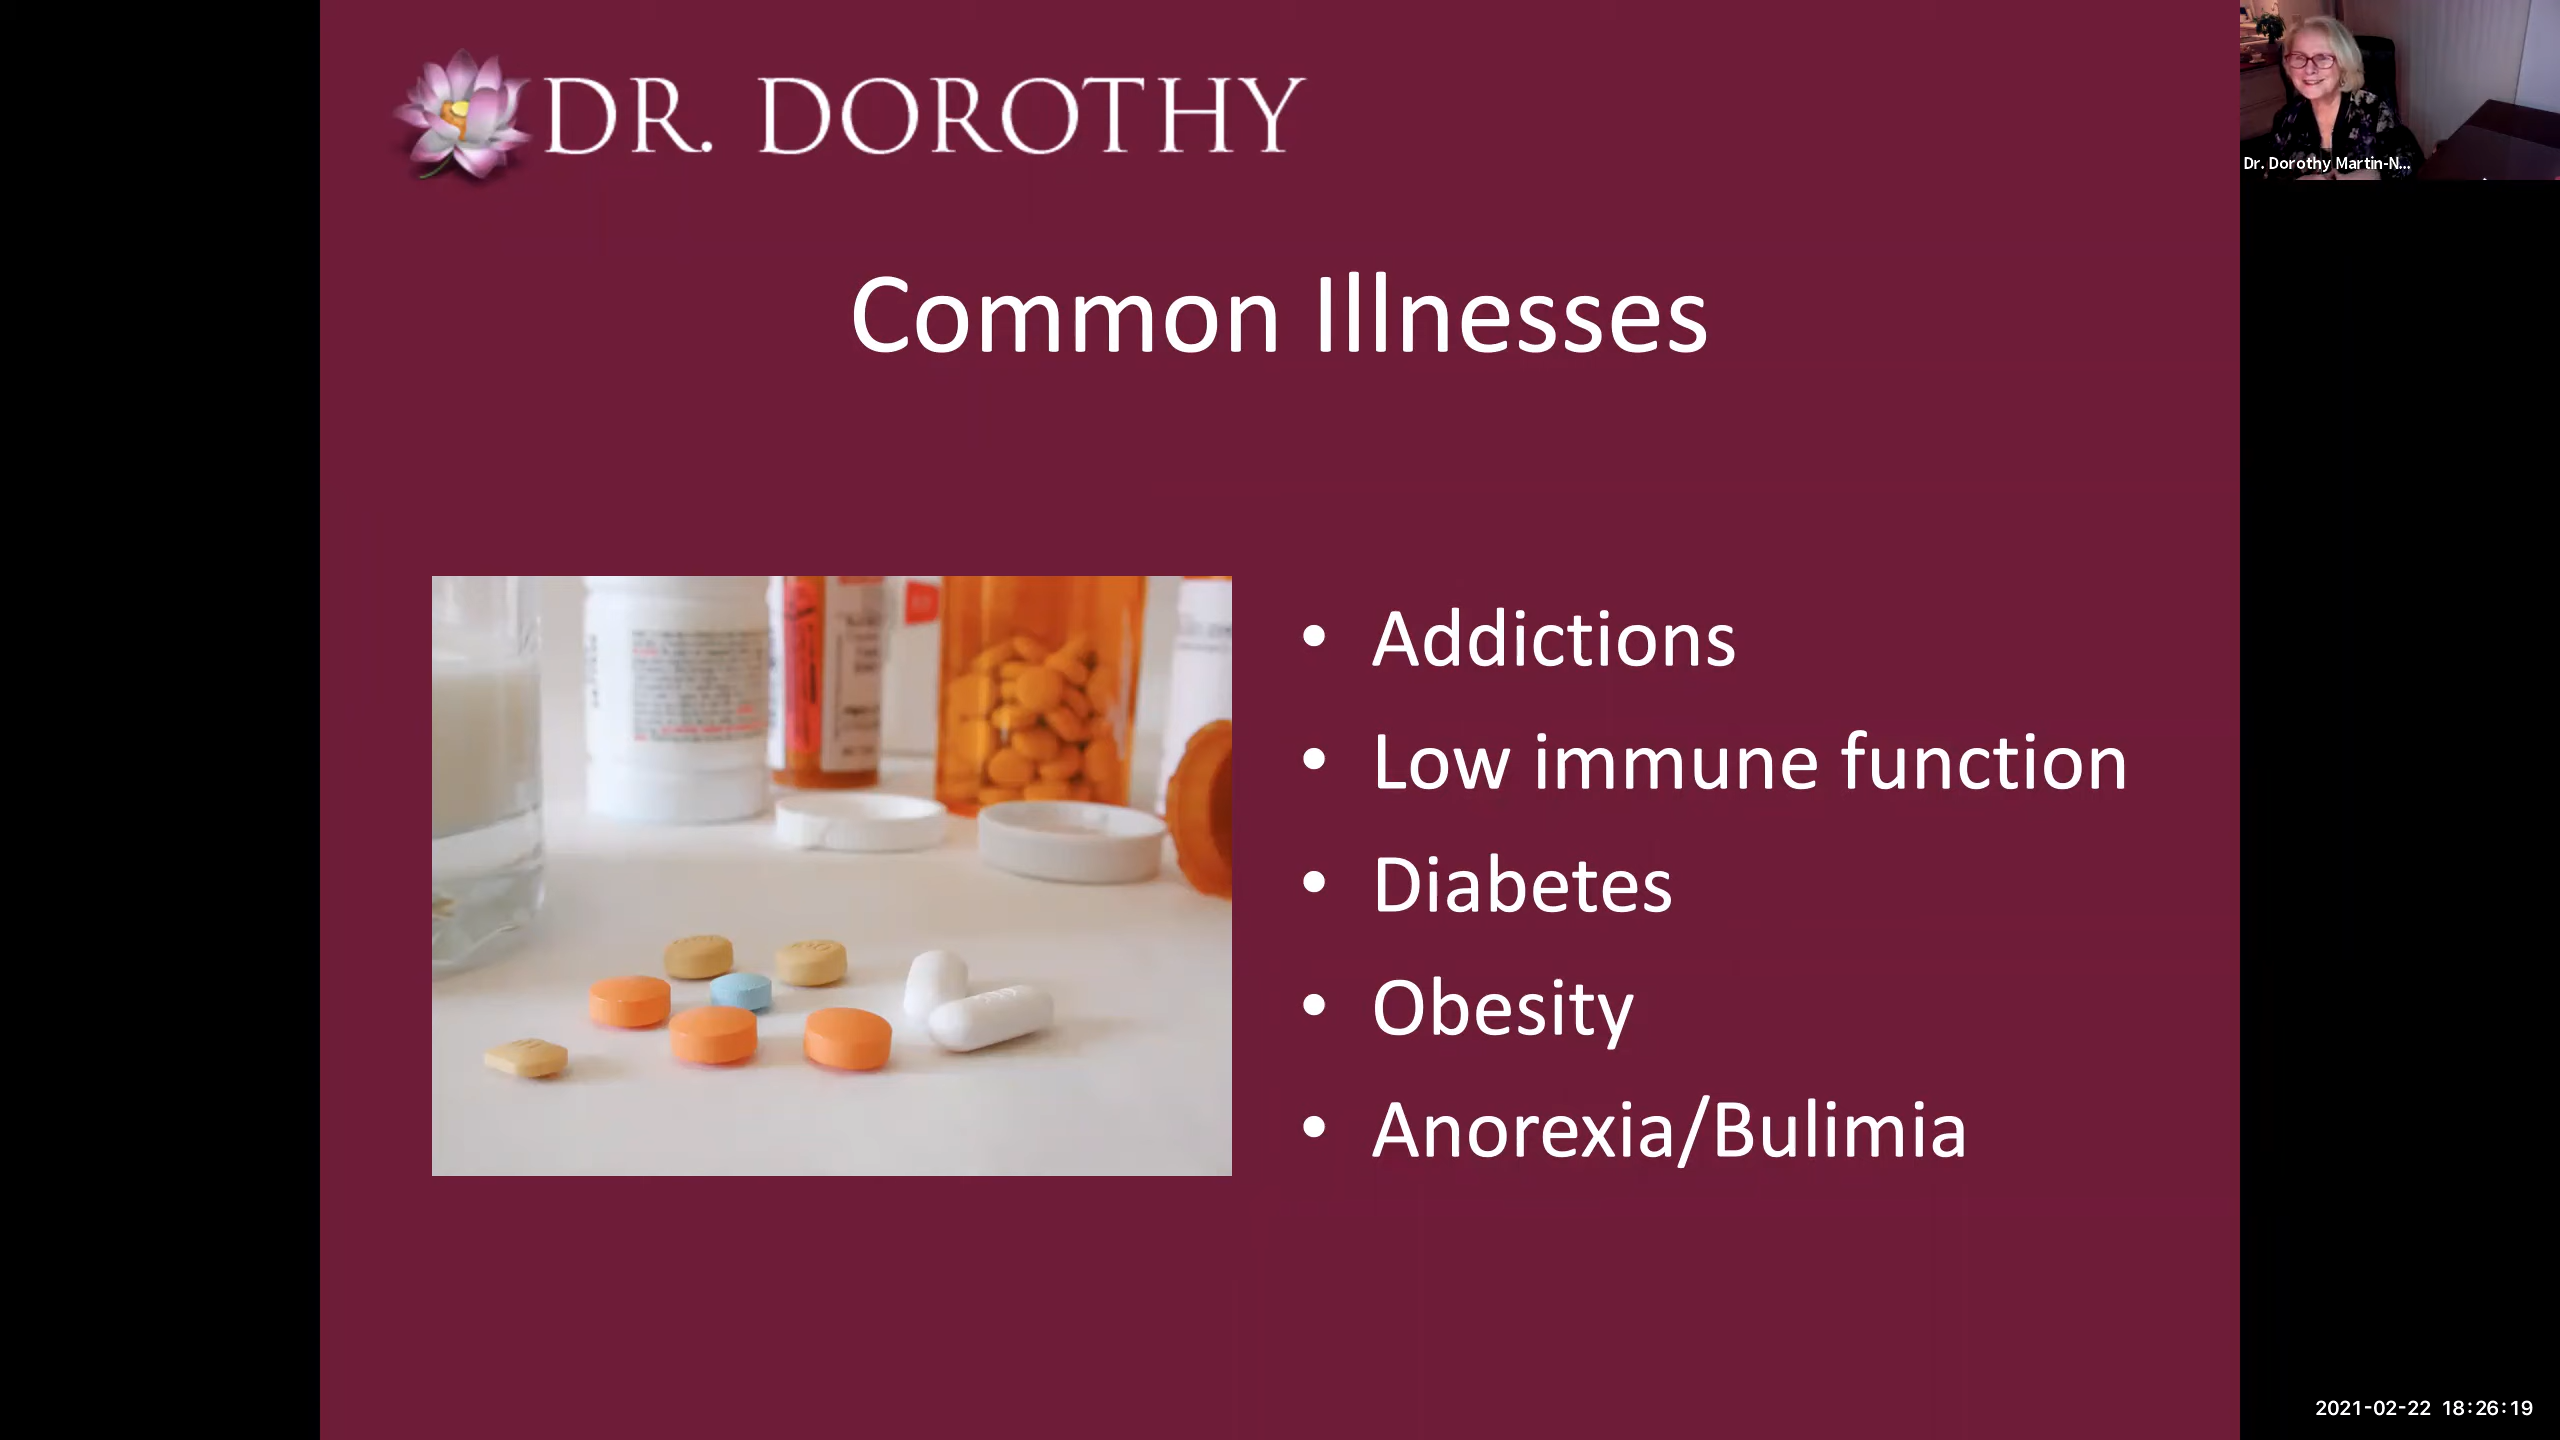 DR. DOROTHY
Dr. Dorothy Martin-N...
Common Illnesses
• Addictions
• Low immune function
• Diabetes
• Obesity
• Anorexia/Bulimia
2021-02-22 18:26:19